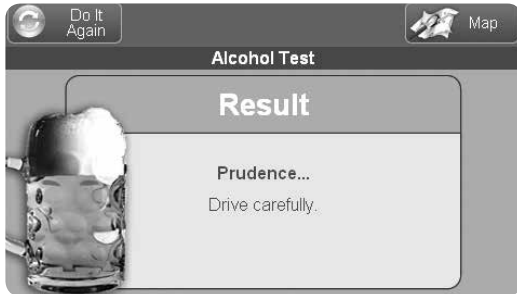 Do It
Again
Map
Alcohol Test
Result
Prudence...
Drive carefully.